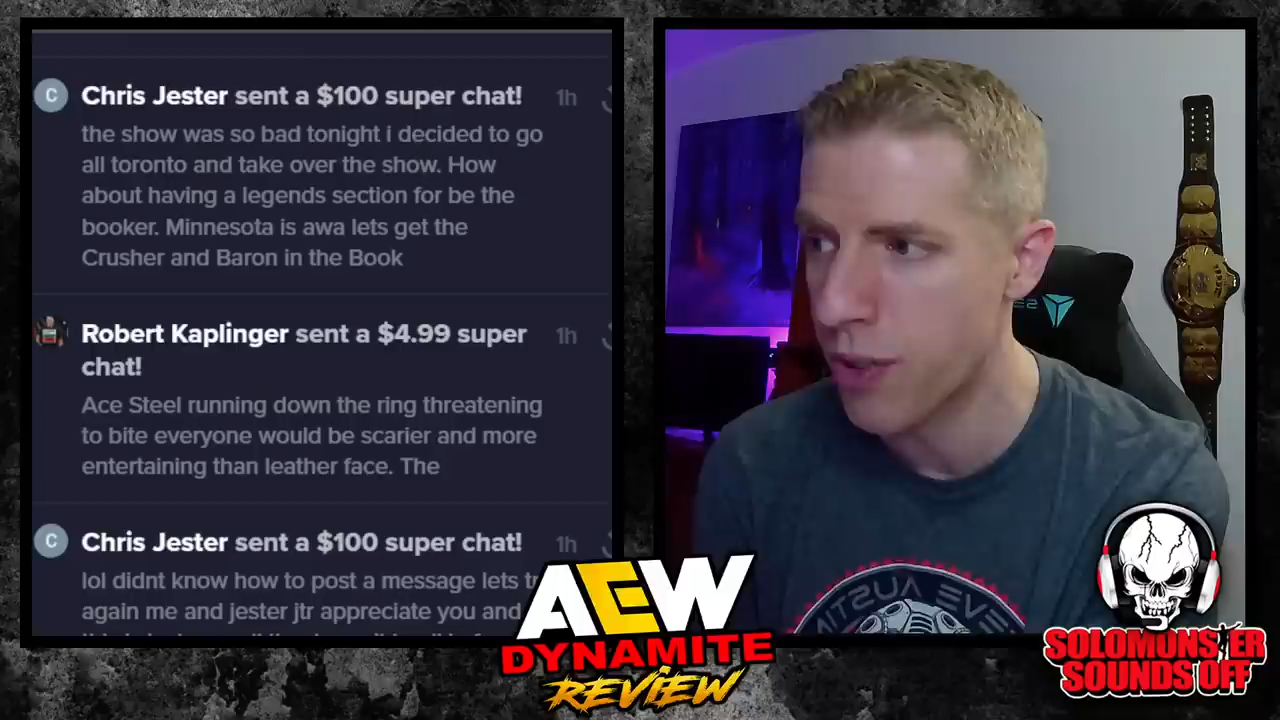 C
Chris Jester sent a $100 super chat!
1h
the show was so bad tonight i decided to go
all toronto and take over the show. How
about having a legends section for be the
booker. Minnesota is awa lets get the
Crusher and Baron in the Book
Robert Kaplinger sent a $4.99 super
chat!
1h
Ace Steel running down the ring threatening
to bite everyone would be scarier and more
entertaining than leather face. The
C
Chris Jester sent a $100 super chat!
1h
lol didnt know how to post a message lets
again me and jester jtr appreciate you and
AEW
DYNAMITE
REVIEW
SOLOMONSTER
SOUNDS OFF